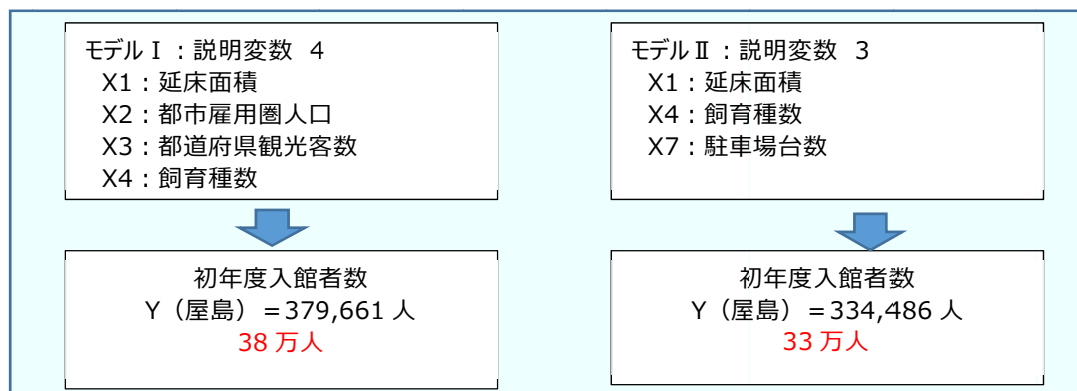 モデルⅠ：説明変数 4
X1：延床面積
X2：都市雇用圏人口
X3：都道府県観光客数
X4：飼育種数
モデルⅡ：説明変数 3
X1：延床面積
X4：飼育種数
X7：駐車場台数
初年度入館者数
Y（屋島）＝379,661 人
38 万人
初年度入館者数
Y（屋島）＝334,486 人
33 万人